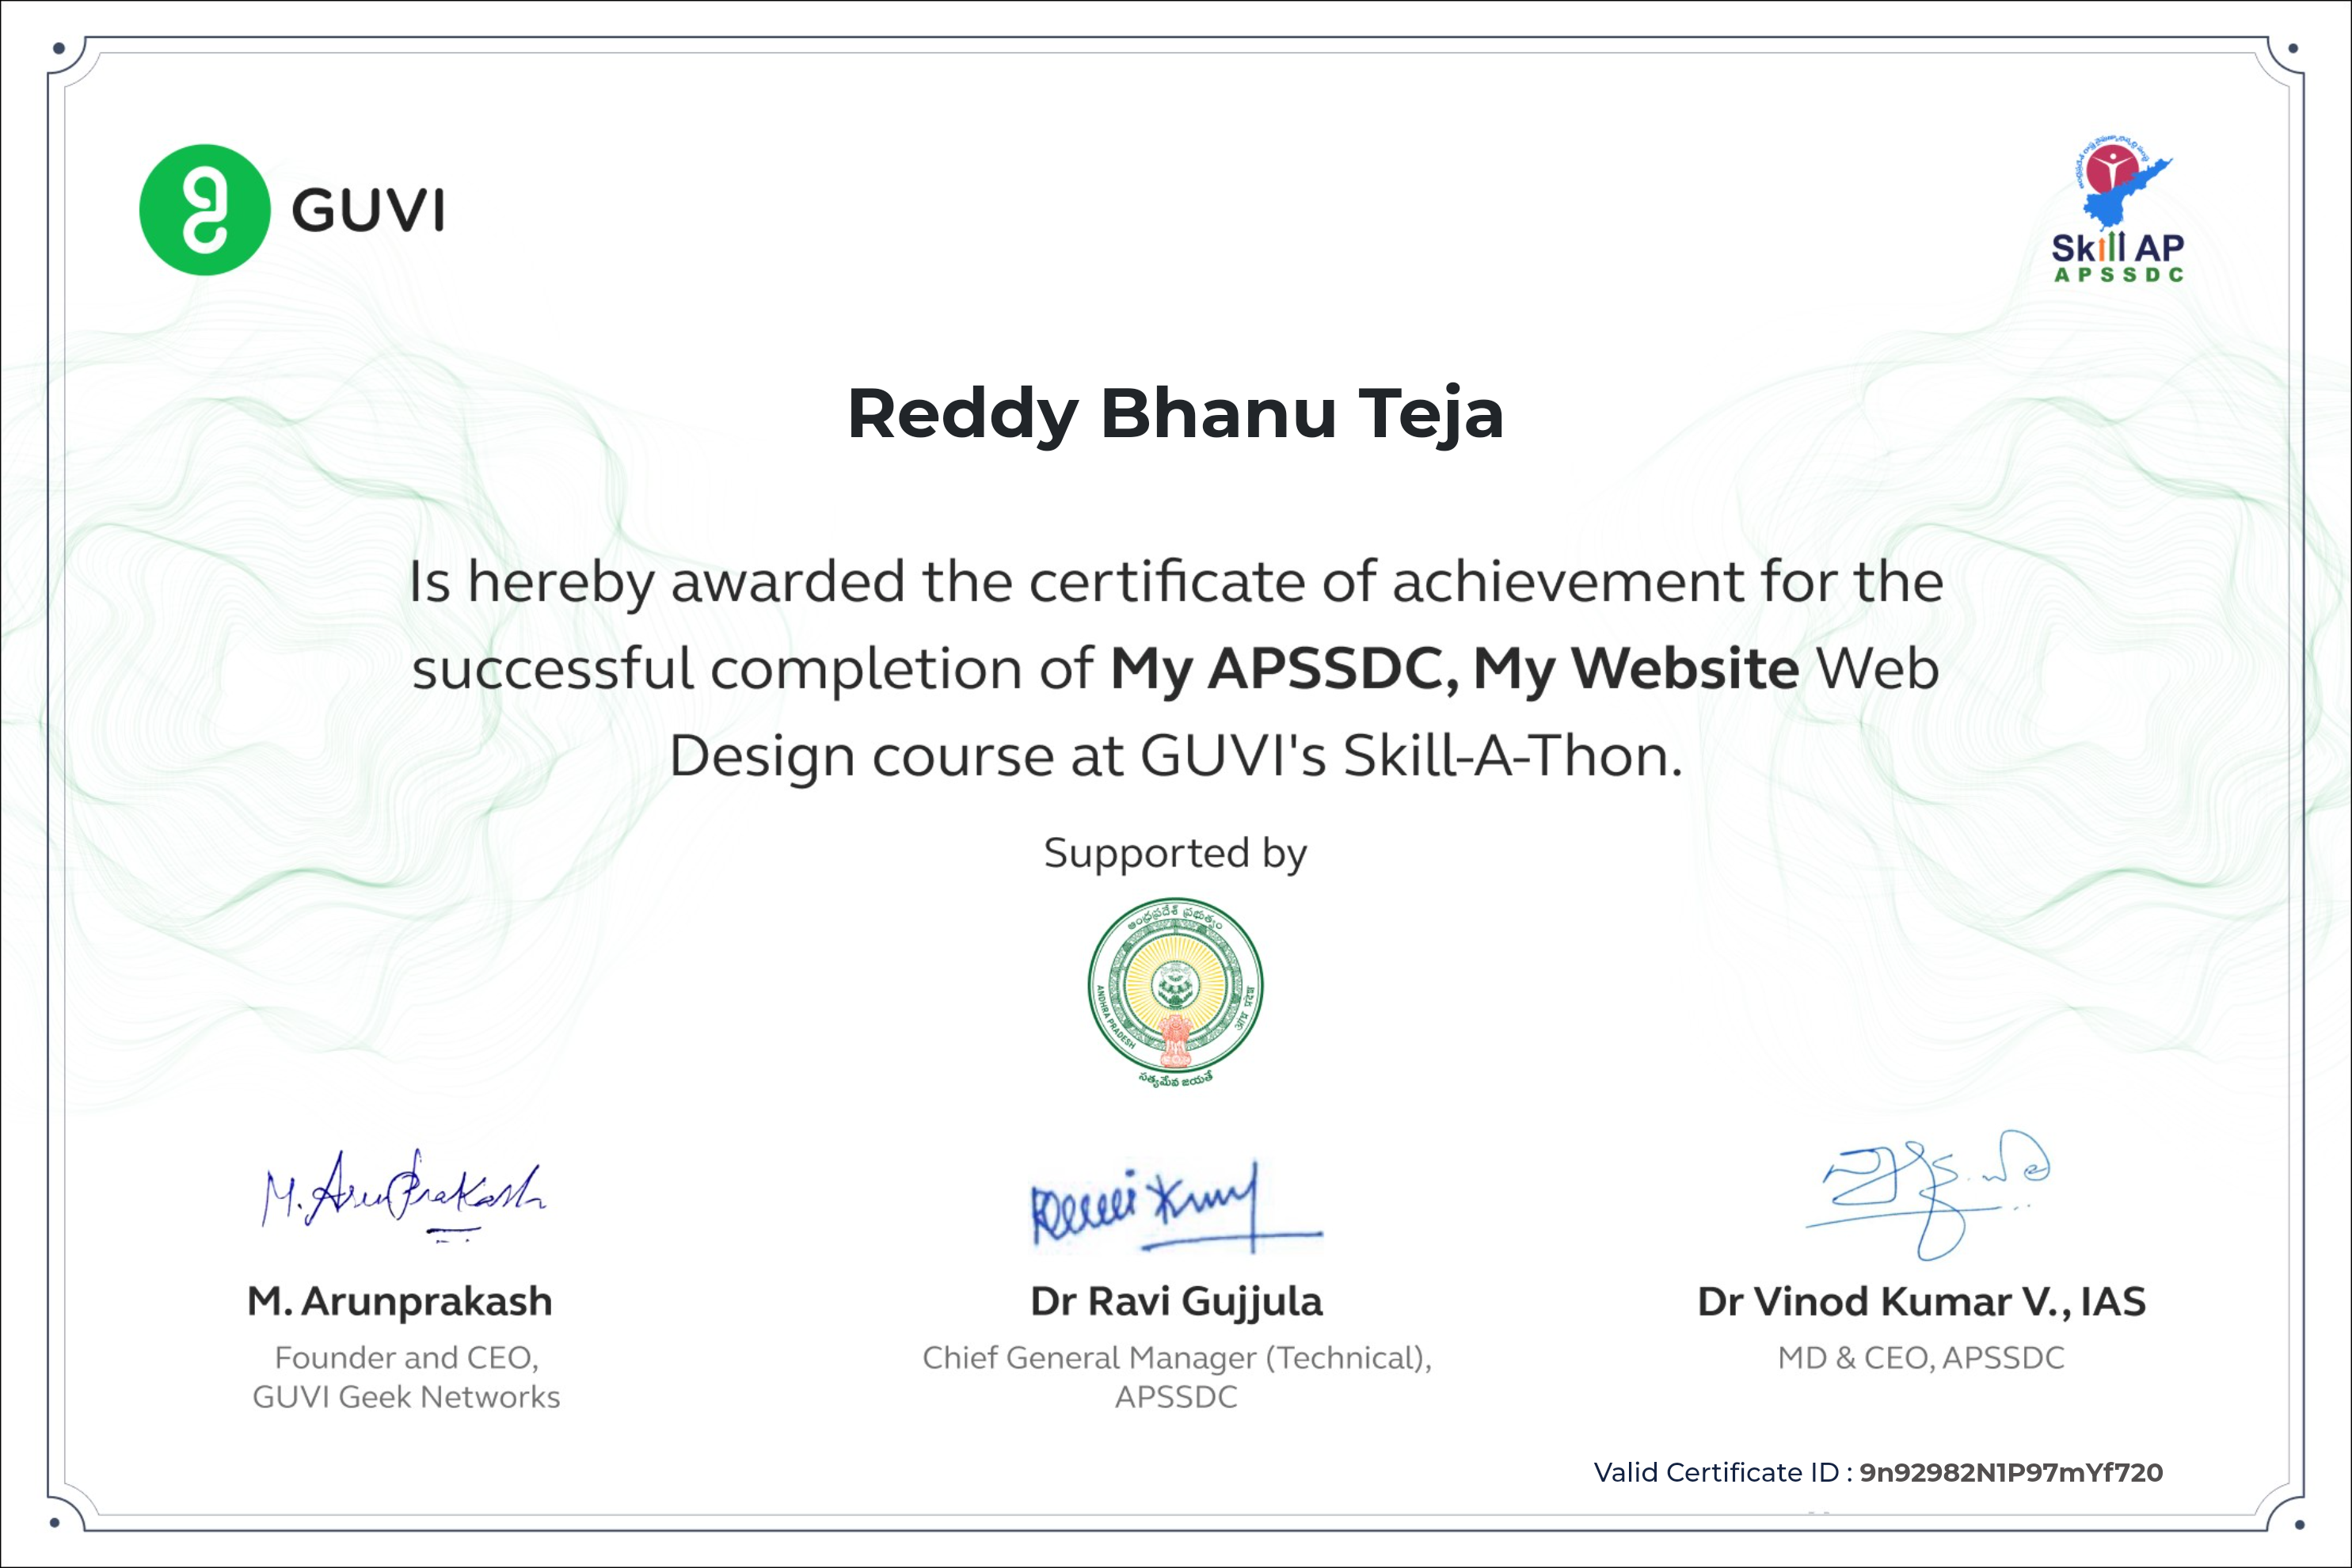 GUVI
ఆంధ్రప్రదేశ్ రాష్ట్ర నైపుణ్యాభివృద్ధి సంస్థ
Skill AP
APSSDC
Reddy Bhanu Teja
Is hereby awarded the certificate of achievement for the
successful completion of My APSSDC, My Website Web
Design course at GUVI's Skill-A-Thon.
Supported by
ఆంధ్రప్రదేశ్ ప్రభుత్వం
ANDHRA PRADESH
आंध्र प्रदेश
సత్యమేవ జయతే
M. ArunPrakash
M. Arunprakash
Founder and CEO,
GUVI Geek Networks
Dr Ravi Gujjula
Chief General Manager (Technical),
APSSDC
Dr Vinod Kumar V., IAS
MD & CEO, APSSDC
Valid Certificate ID : 9n92982N1P97mYf720